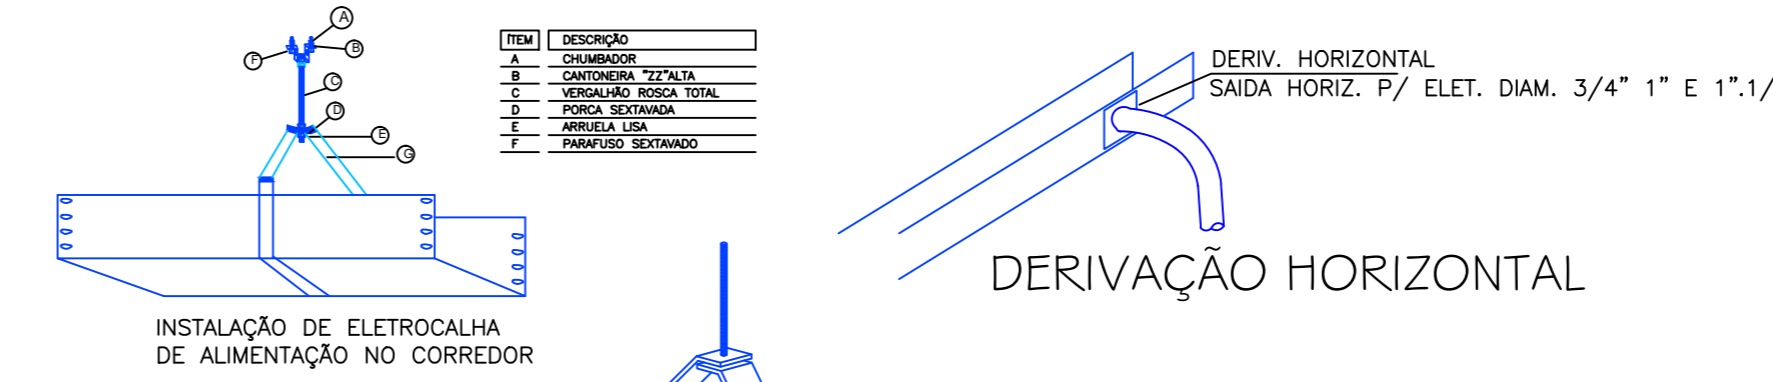 A
B
F
C
D
E
G
ÍTEM DESCRIÇÃO
A CHUMBADOR
B CANTONEIRA "ZZ"ALTA
C VERGALHÃO ROSCA TOTAL
D PORCA SEXTAVADA
E ARRUELA LISA
F PARAFUSO SEXTAVADO
INSTALAÇÃO DE ELETROCALHA
DE ALIMENTAÇÃO NO CORREDOR
DERIV. HORIZONTAL
SAIDA HORIZ. P/ ELET. DIAM. 3/4" 1" E 1".1/
DERIVAÇÃO HORIZONTAL